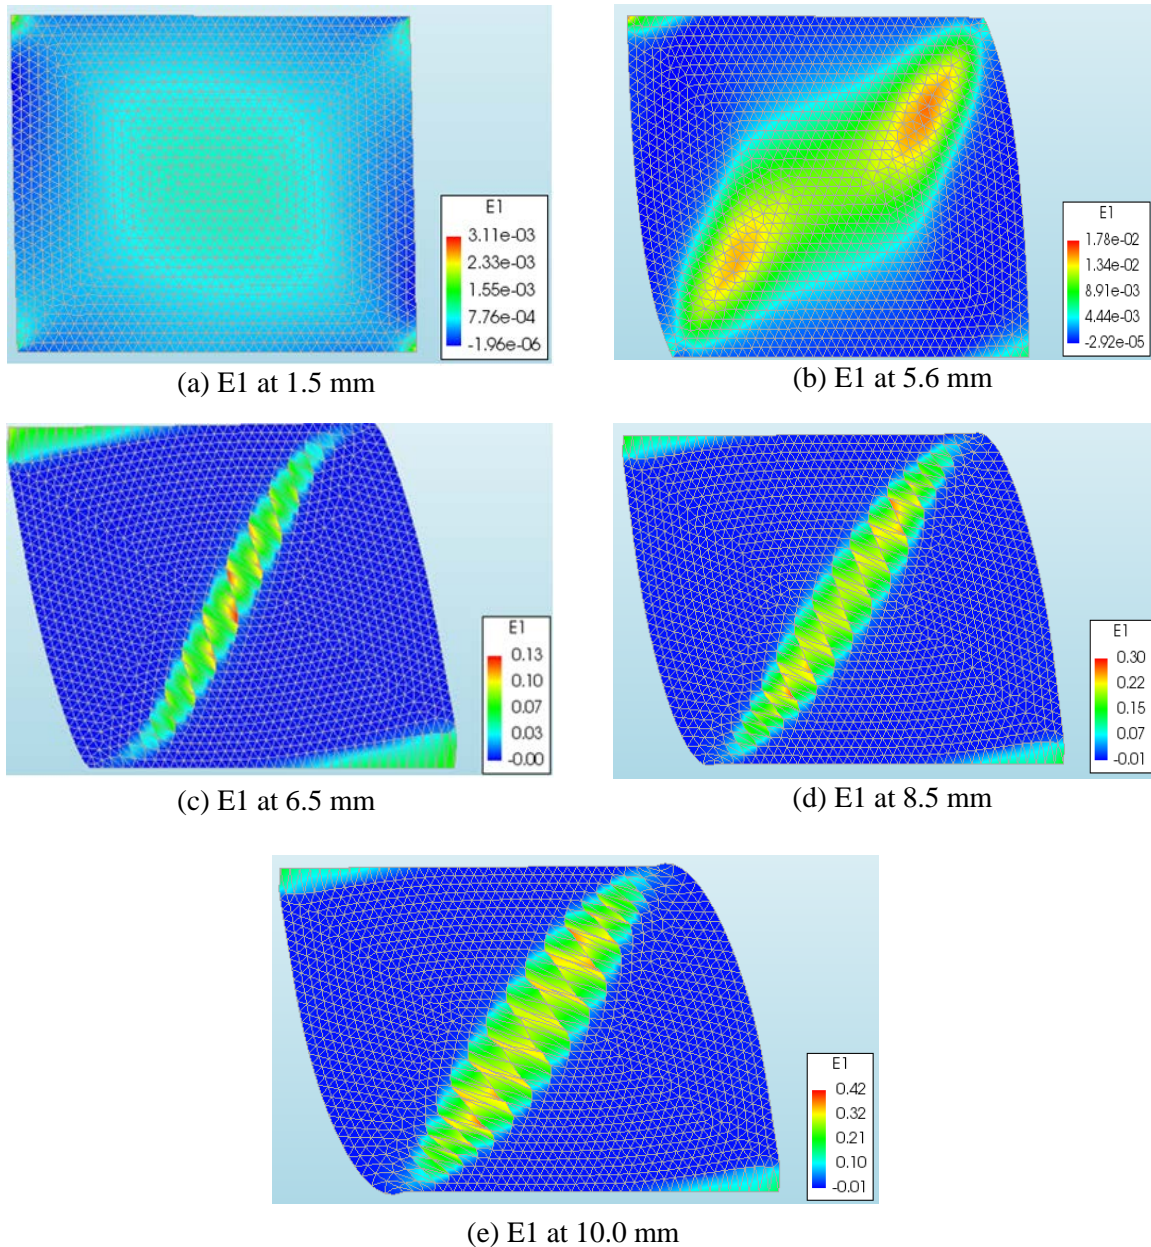 E1
3.11e-03
2.33e-03
1.55e-03
7.76e-04
-1.96e-06
(a) E1 at 1.5 mm
E1
1.78e-02
1.34e-02
8.91e-03
4.44e-03
-2.92e-05
(b) E1 at 5.6 mm
E1
0.13
0.10
0.07
0.03
-0.00
(c) E1 at 6.5 mm
E1
0.30
0.22
0.15
0.07
-0.01
(d) E1 at 8.5 mm
E1
0.42
0.32
0.21
0.10
-0.01
(e) E1 at 10.0 mm